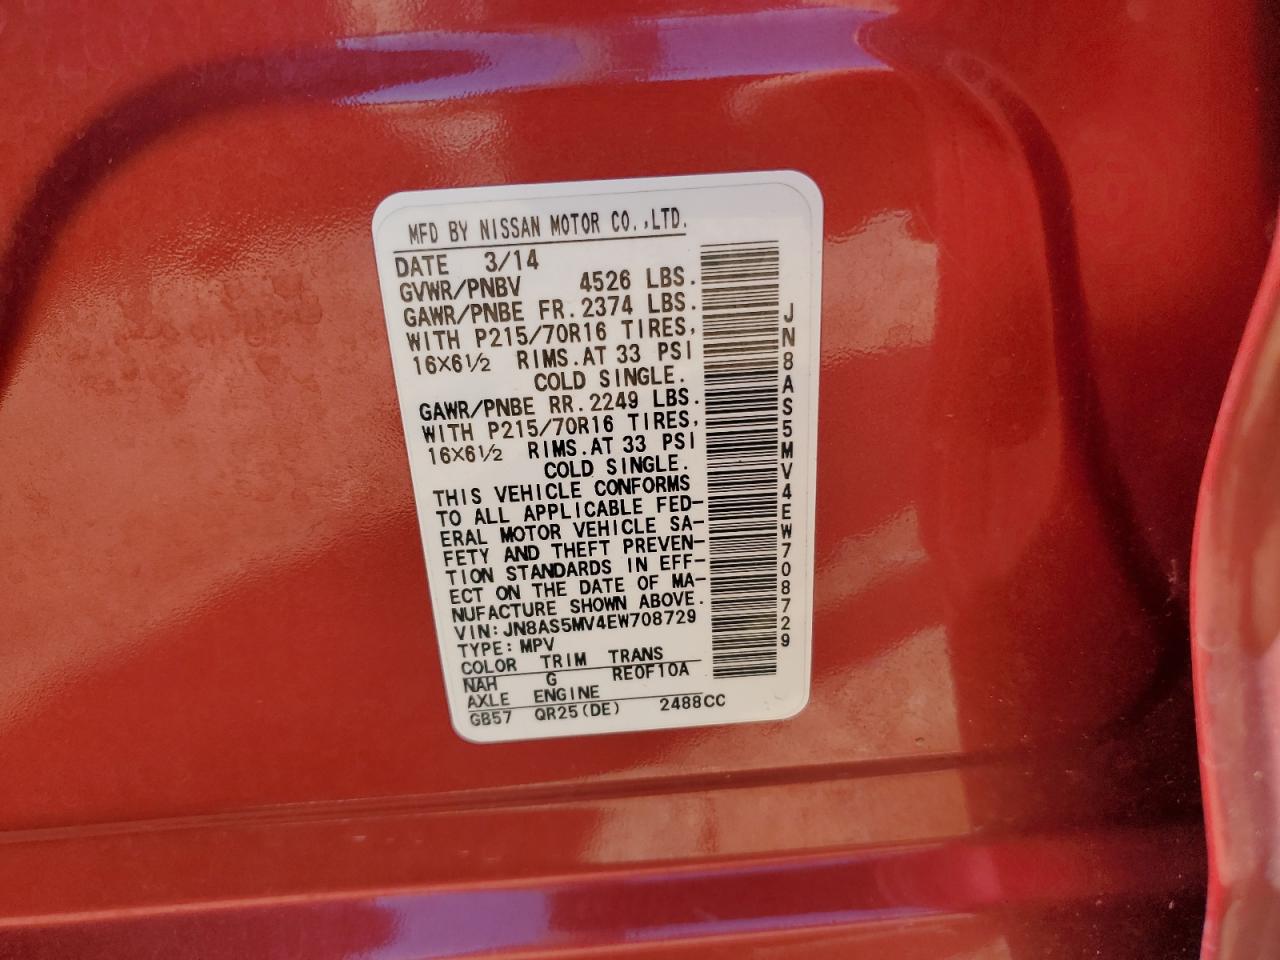 MFD BY NISSAN MOTOR CO.,LTD.
DATE 3/14
GVWR/PNBV 4526 LBS.
GAWR/PNBE FR. 2374 LBS.
WITH P215/70R16 TIRES,
16X6½ RIMS. AT 33 PSI
COLD SINGLE.
GAWR/PNBE RR. 2249 LBS.
WITH P215/70R16 TIRES,
16X6½ RIMS. AT 33 PSI
COLD SINGLE.
THIS VEHICLE CONFORMS
TO ALL APPLICABLE FED-
ERAL MOTOR VEHICLE SA-
FETY AND THEFT PREVEN-
TION STANDARDS IN EFF-
ECT ON THE DATE OF MA-
NUFACTURE SHOWN ABOVE.
VIN: JN8AS5MV4EW708729
TYPE: MPV
COLOR TRIM TRANS
NAH G RE0F10A
AXLE ENGINE
GB57 QR25(DE) 2488CC
JN8AS5MV4EW708729